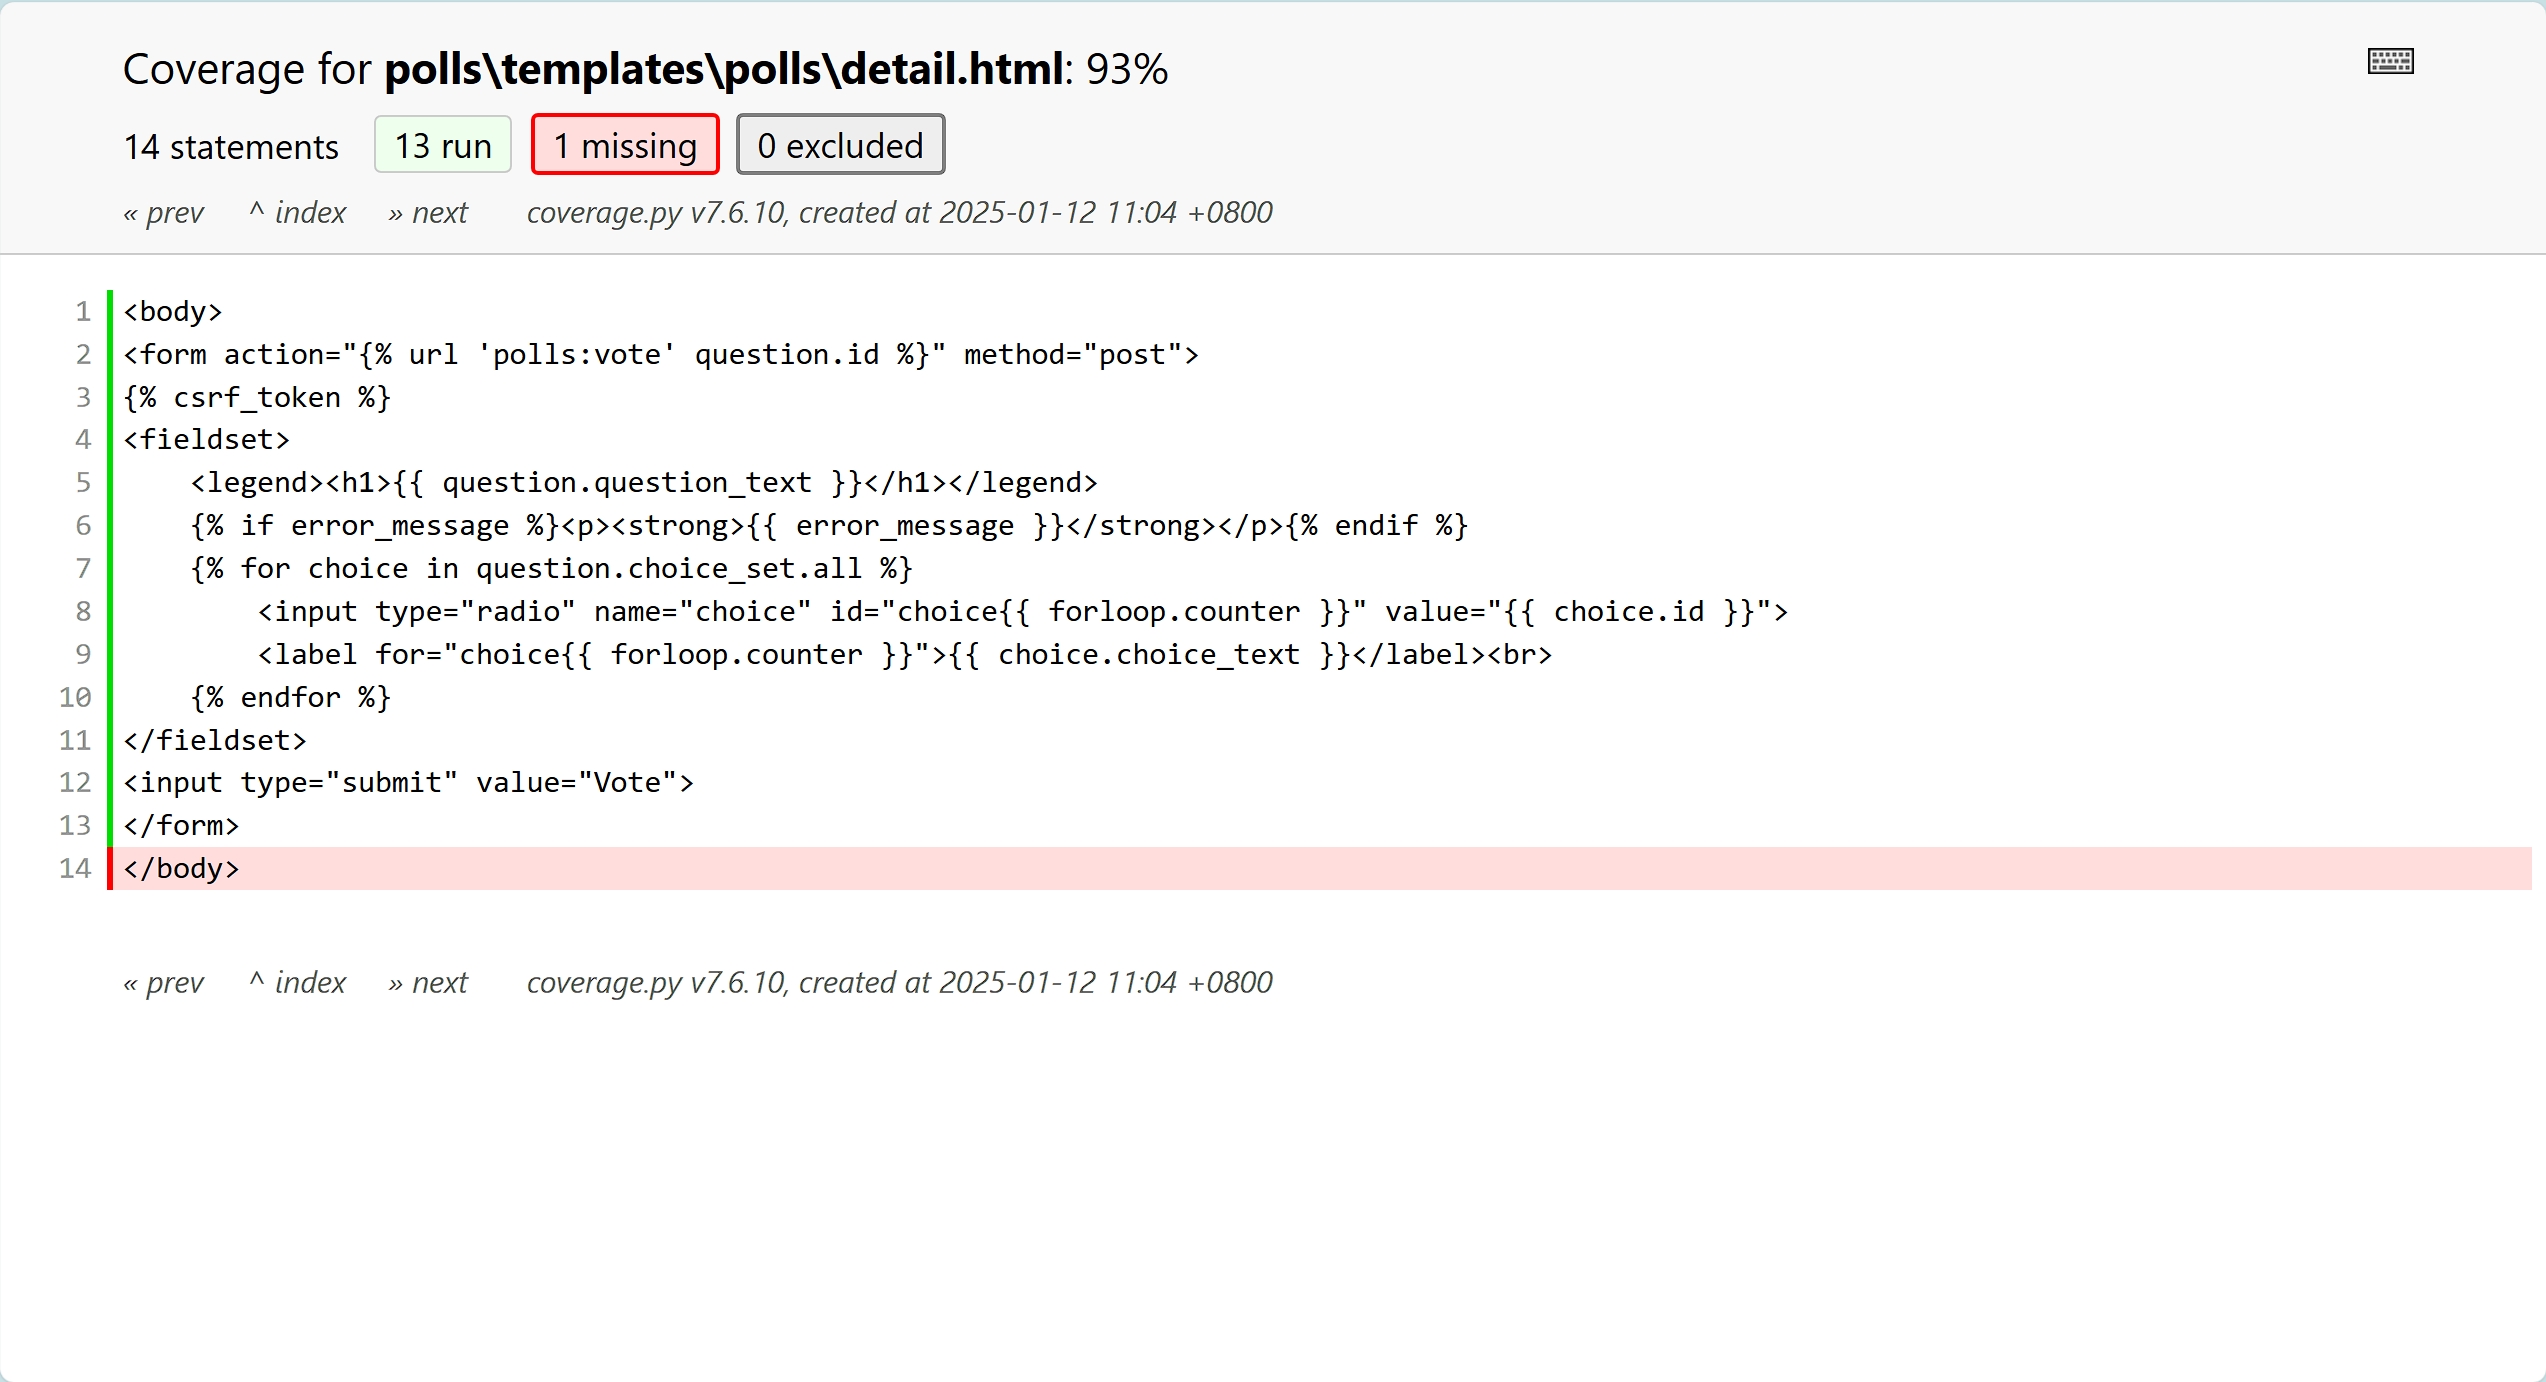 Coverage for polls\templates\polls\detail.html: 93%
14 statements 13 run 1 missing 0 excluded
« prev ^ index » next coverage.py v7.6.10, created at 2025-01-12 11:04 +0800
1 <body>
2 <form action="{% url 'polls:vote' question.id %}" method="post">
3 {% csrf_token %}
4 <fieldset>
5     <legend><h1>{{ question.question_text }}</h1></legend>
6     {% if error_message %}<p><strong>{{ error_message }}</strong></p>{% endif %}
7     {% for choice in question.choice_set.all %}
8         <input type="radio" name="choice" id="choice{{ forloop.counter }}" value="{{ choice.id }}">
9         <label for="choice{{ forloop.counter }}">{{ choice.choice_text }}</label><br>
10     {% endfor %}
11 </fieldset>
12 <input type="submit" value="Vote">
13 </form>
14 </body>
« prev ^ index » next coverage.py v7.6.10, created at 2025-01-12 11:04 +0800